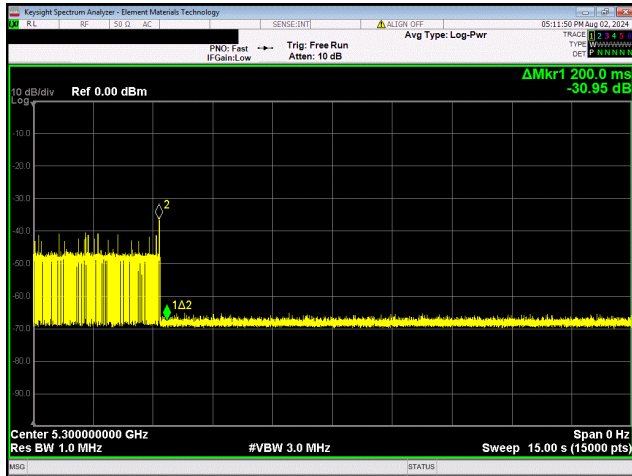 Keysight Spectrum Analyzer - Element Materials Technology
LXI RL RF 50 Ω AC SENSE:INT ALIGN OFF 05:11:50 PM Aug 02, 2024
Avg Type: Log-Pwr TRACE 1 2 3 4 5 6
PNO: Fast Trig: Free Run TYPE WWWWWW
IFGain:Low Atten: 10 dB DET P N N N N N
ΔMkr1 200.0 ms
10 dB/div Ref 0.00 dBm -30.95 dB
Log
-10.0
-20.0
-30.0
2
-40.0
-50.0
-60.0
1Δ2
-70.0
-80.0
-90.0
Center 5.300000000 GHz Span 0 Hz
Res BW 1.0 MHz #VBW 3.0 MHz Sweep 15.00 s (15000 pts)
MSG STATUS